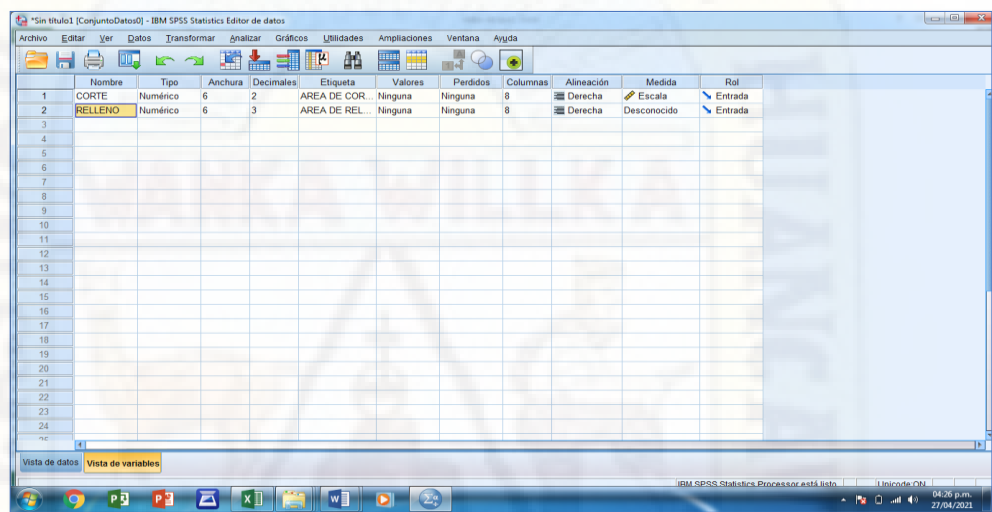 *Sin título1 [ConjuntoDatos0] - IBM SPSS Statistics Editor de datos
Archivo Editar Ver Datos Transformar Analizar Gráficos Utilidades Ampliaciones Ventana Ayuda
Nombre Tipo Anchura Decimales Etiqueta Valores Perdidos Columnas Alineación Medida Rol
1 CORTE Numérico 6 2 AREA DE COR... Ninguna Ninguna 8 Derecha Escala Entrada
2 RELLENO Numérico 6 3 AREA DE REL... Ninguna Ninguna 8 Derecha Desconocido Entrada
3
4
5
6
7
8
9
10
11
12
13
14
15
16
17
18
19
20
21
22
23
24
25
WANKA WILLKA
Vista de datos Vista de variables
IBM SPSS Statistics Processor está listo Unicode:ON
04:26 p.m.
27/04/2021